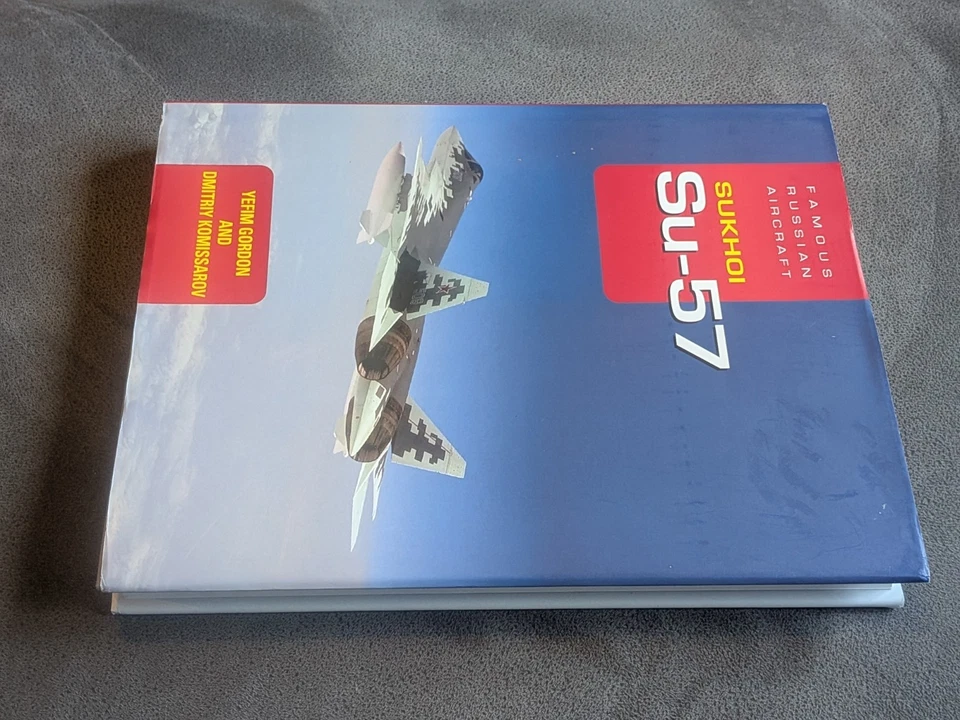 FAMOUS
RUSSIAN
AIRCRAFT
SUKHOI
Su-57
YEFIM GORDON
AND
DMITRIY KOMISSAROV